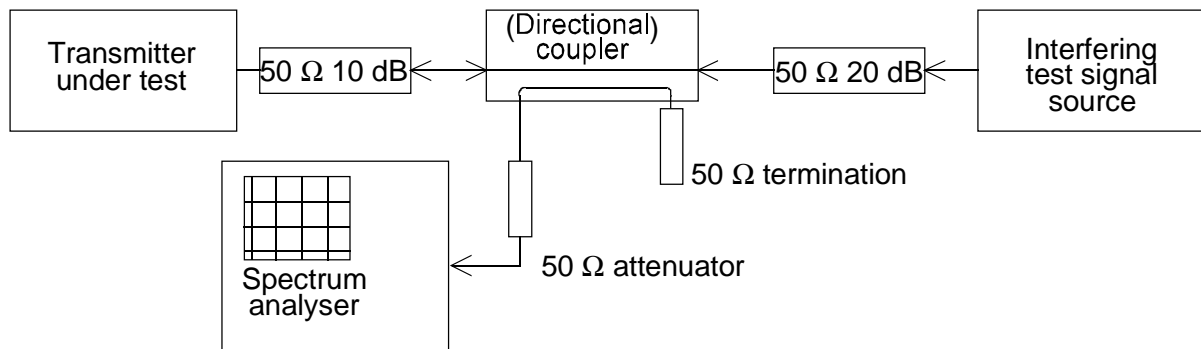 Transmitter
under test
50 Ω 10 dB
(Directional)
coupler
50 Ω 20 dB
Interfering
test signal
source
50 Ω termination
50 Ω attenuator
Spectrum
analyser